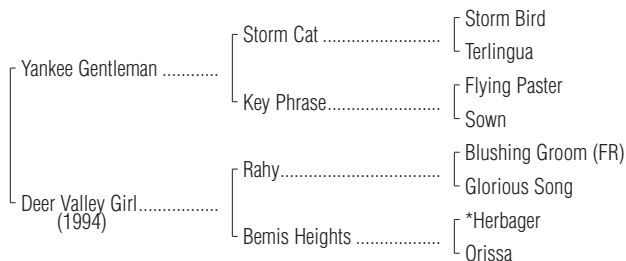 Storm Bird
Storm Cat ........................
Terlingua
Yankee Gentleman ............
Flying Paster
Key Phrase.......................
Sown
Blushing Groom (FR)
Rahy.................................
Glorious Song
Deer Valley Girl.................
(1994)
*Herbager
Bemis Heights .................
Orissa